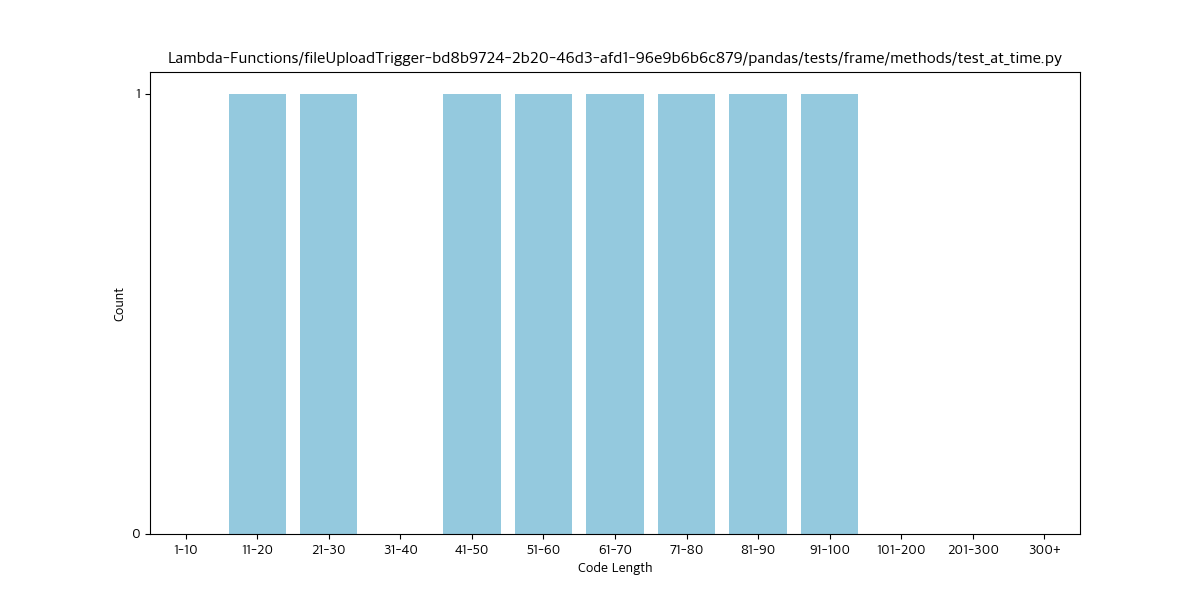 Lambda-Functions/fileUploadTrigger-bd8b9724-2b20-46d3-afd1-96e9b6b6c879/pandas/tests/frame/methods/test_at_time.py
1
Count
0
1-10 11-20 21-30 31-40 41-50 51-60 61-70 71-80 81-90 91-100 101-200 201-300 300+
Code Length